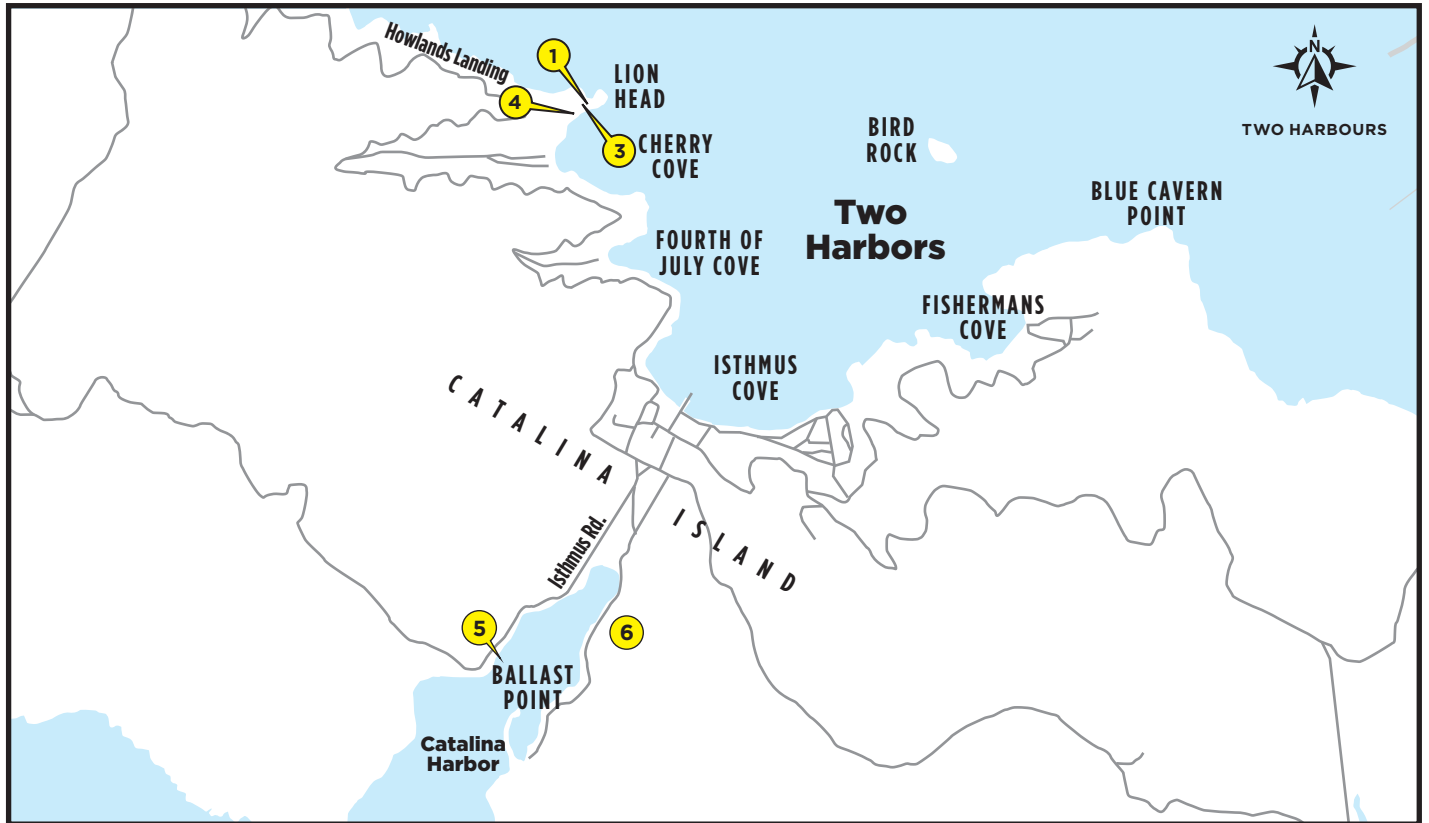 Howlands Landing
1
LION
HEAD
4
3
CHERRY
COVE
BIRD
ROCK
N
TWO HARBOURS
BLUE CAVERN
POINT
Two
Harbors
FOURTH OF
JULY COVE
FISHERMANS
COVE
ISTHMUS
COVE
CATALINA
ISLAND
Isthmus Rd.
5
6
BALLAST
POINT
Catalina
Harbor